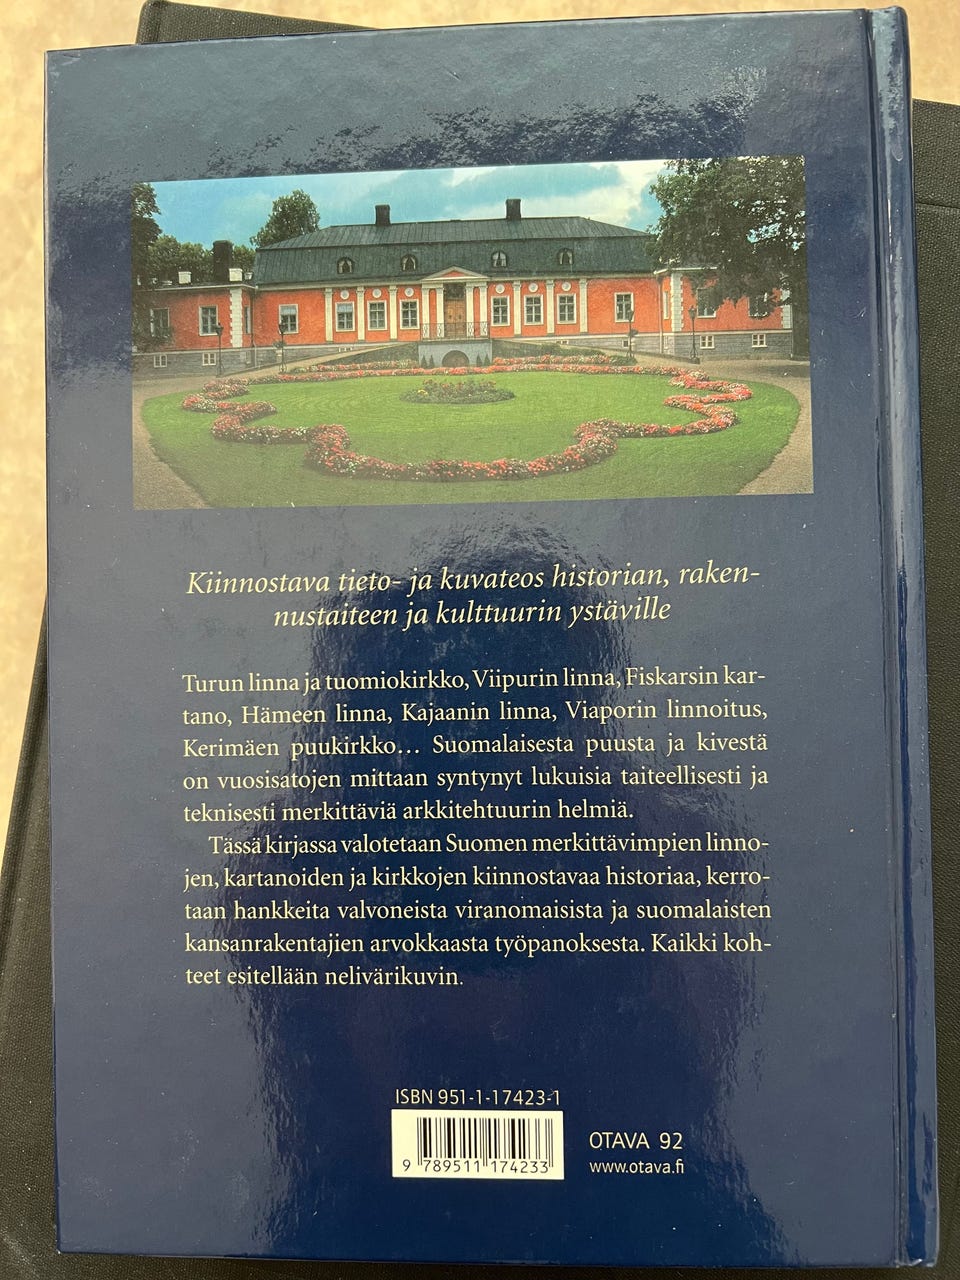 Kiinnostava tieto- ja kuvateos historian, raken-
nustaiteen ja kulttuurin ystäville
Turun linna ja tuomiokirkko, Viipurin linna, Fiskarsin kar-
tano, Hämeen linna, Kajaanin linna, Viaporin linnoitus,
Kerimäen puukirkko... Suomalaisesta puusta ja kivestä
on vuosisatojen mittaan syntynyt lukuisia taiteellisesti ja
teknisesti merkittäviä arkkitehtuurin helmiä.
Tässä kirjassa valotetaan Suomen merkittävimpien linno-
jen, kartanoiden ja kirkkojen kiinnostavaa historiaa, kerro-
taan hankkeita valvoneista viranomaisista ja suomalaisten
kansanrakentajien arvokkaasta työpanoksesta. Kaikki koh-
teet esitellään nelivärikuvin.
ISBN 951-1-17423-1
9 789511 174233
OTAVA 92
www.otava.fi